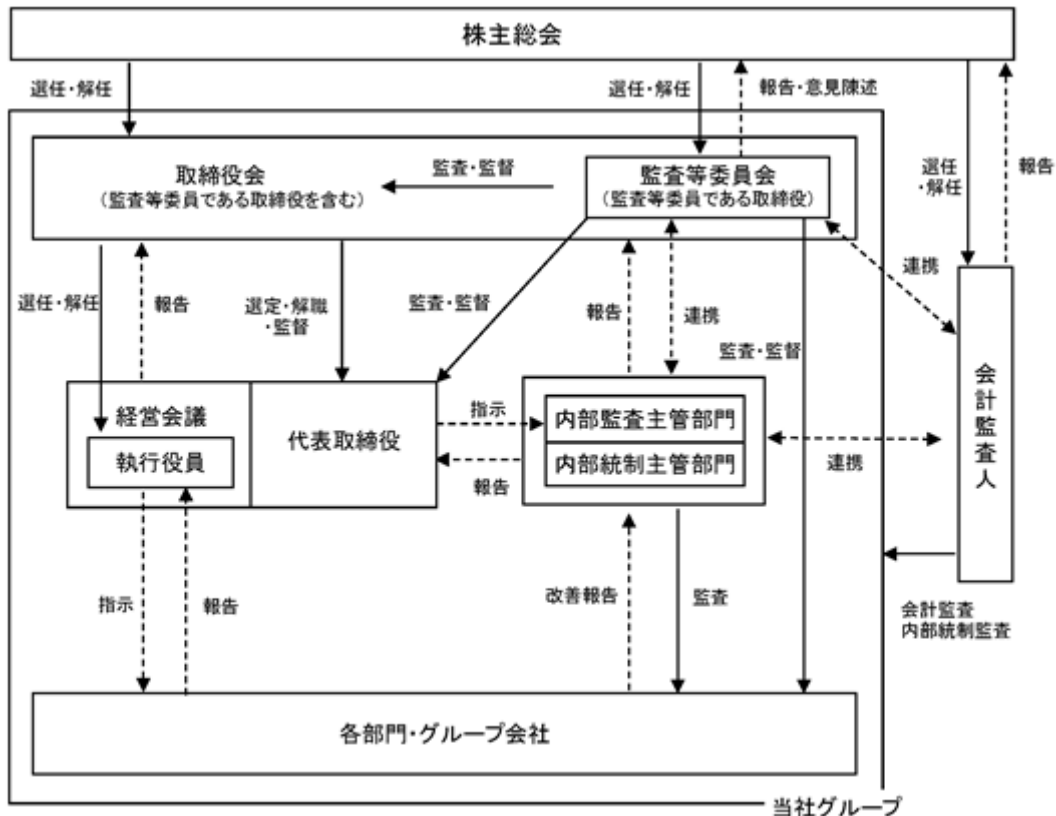 株主総会
選任・解任
選任・解任
報告・意見陳述
選任
・解任
報告
取締役会
（監査等委員である取締役を含む）
監査・監督
監査等委員会
（監査等委員である取締役）
連携
選任・解任
報告
選定・解職
・監督
監査・監督
報告
連携
監査・監督
経営会議
執行役員
代表取締役
指示
報告
内部監査主管部門
内部統制主管部門
連携
会計監査人
指示
報告
改善報告
監査
会計監査
内部統制監査
各部門・グループ会社
当社グループ